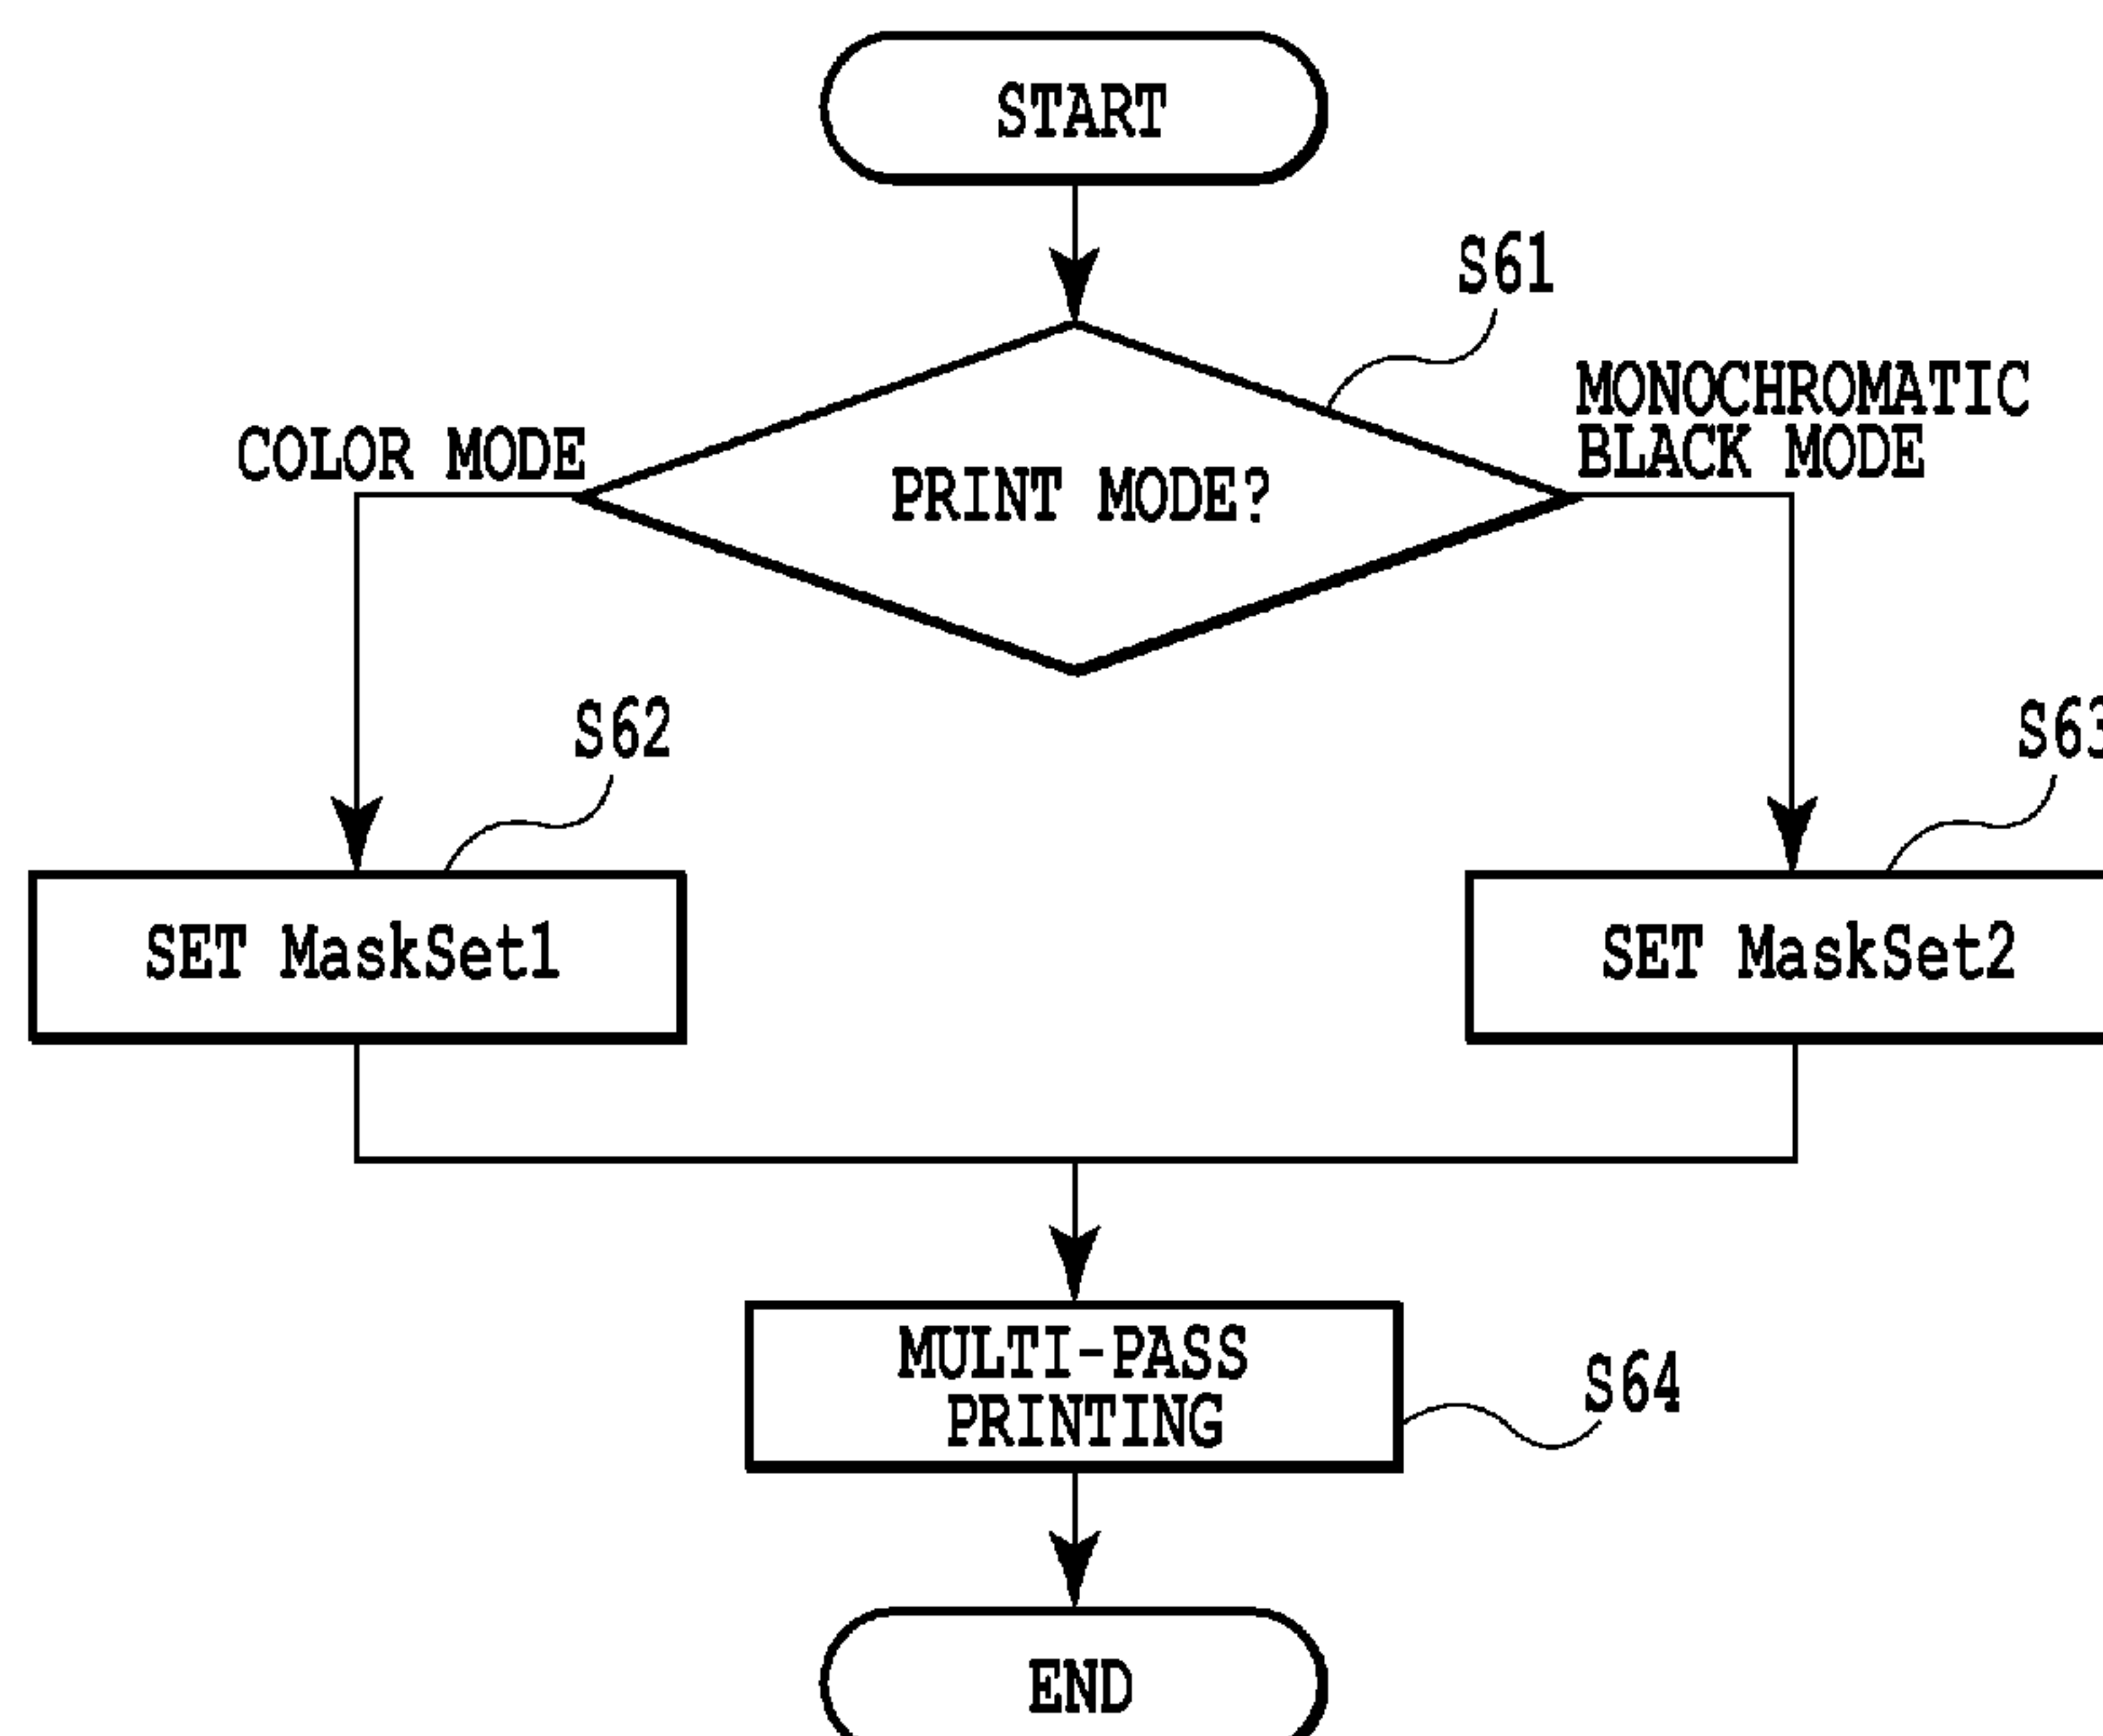 START
S61
MONOCHROMATIC
BLACK MODE
COLOR MODE
PRINT MODE?
S62
S63
SET MaskSet1
SET MaskSet2
MULTI-PASS
PRINTING
S64
END